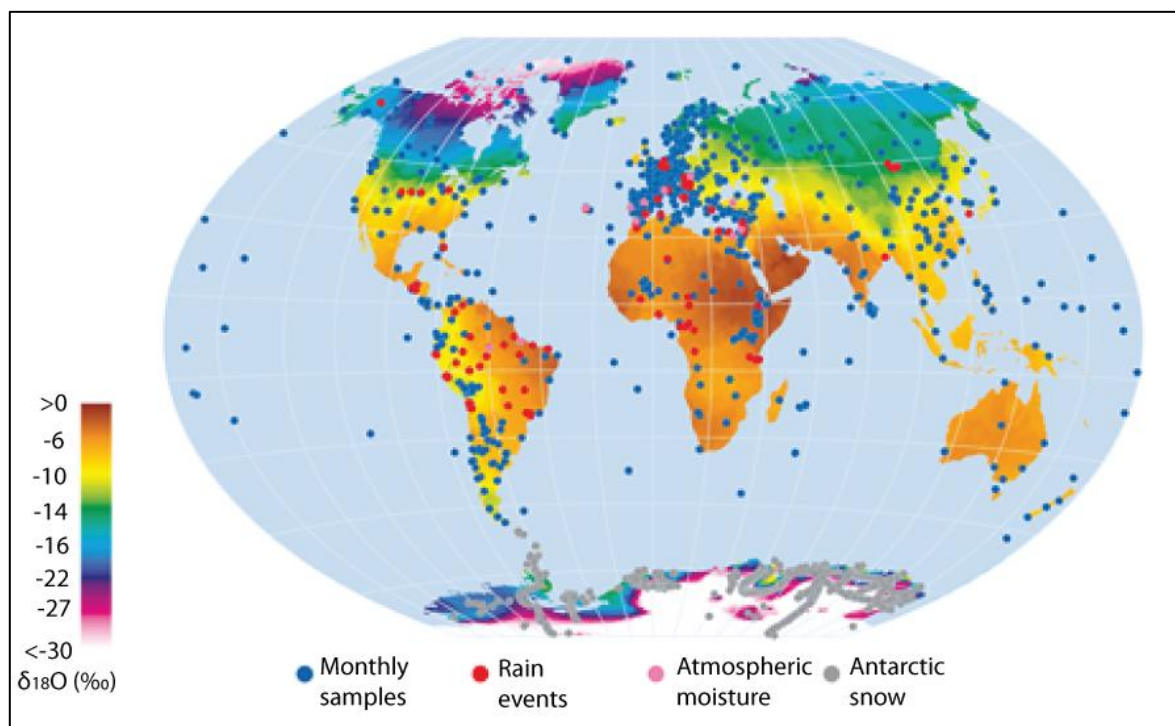 >0
-6
-10
-14
-16
-22
-27
<-30
δ18O (‰)
Monthly
samples
Rain
events
Atmospheric
moisture
Antarctic
snow